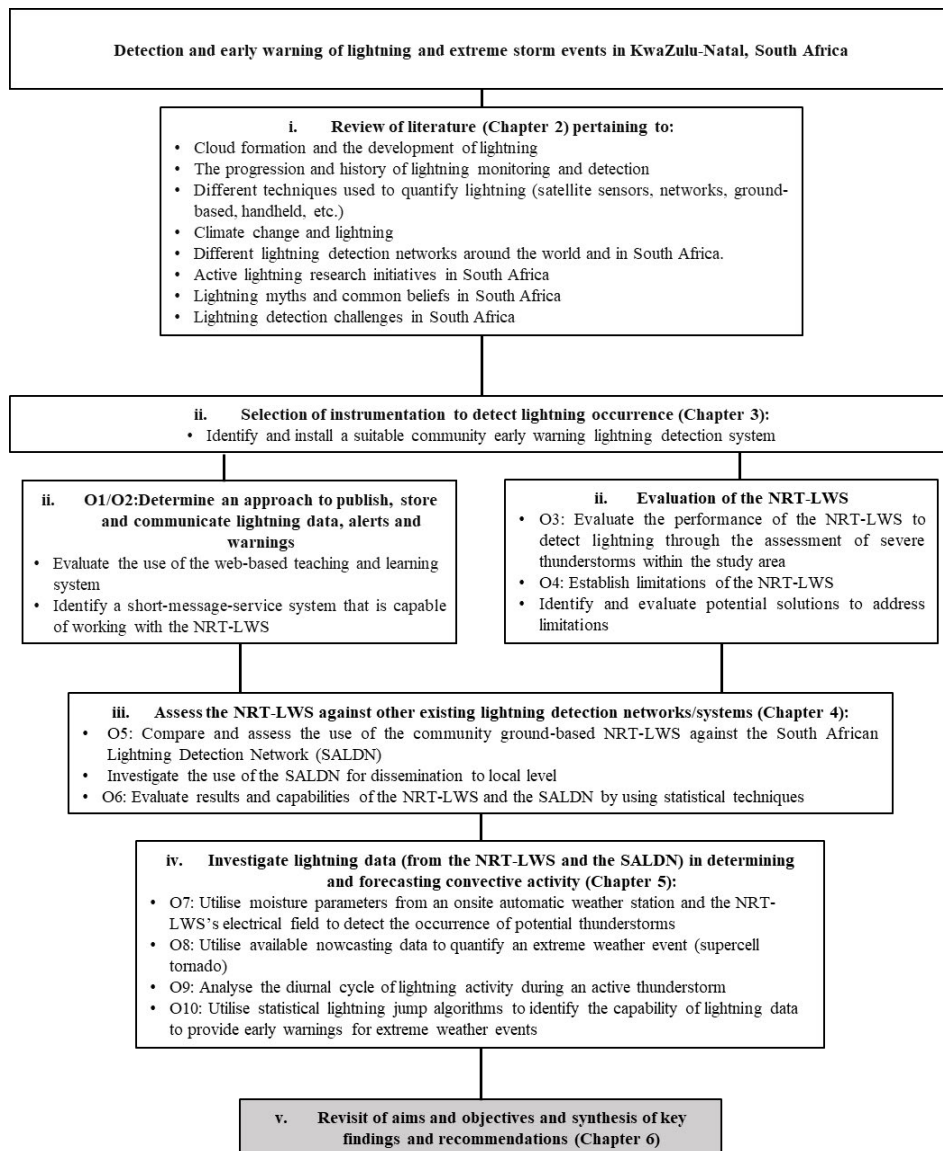 Detection and early warning of lightning and extreme storm events in KwaZulu-Natal, South Africa
i. Review of literature (Chapter 2) pertaining to:
• Cloud formation and the development of lightning
• The progression and history of lightning monitoring and detection
• Different techniques used to quantify lightning (satellite sensors, networks, ground-
based, handheld, etc.)
• Climate change and lightning
• Different lightning detection networks around the world and in South Africa.
• Active lightning research initiatives in South Africa
• Lightning myths and common beliefs in South Africa
• Lightning detection challenges in South Africa
ii. Selection of instrumentation to detect lightning occurrence (Chapter 3):
• Identify and install a suitable community early warning lightning detection system
ii. O1/O2:Determine an approach to publish, store
and communicate lightning data, alerts and
warnings
• Evaluate the use of the web-based teaching and learning
system
• Identify a short-message-service system that is capable
of working with the NRT-LWS
ii. Evaluation of the NRT-LWS
• O3: Evaluate the performance of the NRT-LWS to
detect lightning through the assessment of severe
thunderstorms within the study area
• O4: Establish limitations of the NRT-LWS
• Identify and evaluate potential solutions to address
limitations
iii. Assess the NRT-LWS against other existing lightning detection networks/systems (Chapter 4):
• O5: Compare and assess the use of the community ground-based NRT-LWS against the South African
Lightning Detection Network (SALDN)
• Investigate the use of the SALDN for dissemination to local level
• O6: Evaluate results and capabilities of the NRT-LWS and the SALDN by using statistical techniques
iv. Investigate lightning data (from the NRT-LWS and the SALDN) in determining
and forecasting convective activity (Chapter 5):
• O7: Utilise moisture parameters from an onsite automatic weather station and the NRT-
LWS's electrical field to detect the occurrence of potential thunderstorms
• O8: Utilise available nowcasting data to quantify an extreme weather event (supercell
tornado)
• O9: Analyse the diurnal cycle of lightning activity during an active thunderstorm
• O10: Utilise statistical lightning jump algorithms to identify the capability of lightning data
to provide early warnings for extreme weather events
v. Revisit of aims and objectives and synthesis of key
findings and recommendations (Chapter 6)